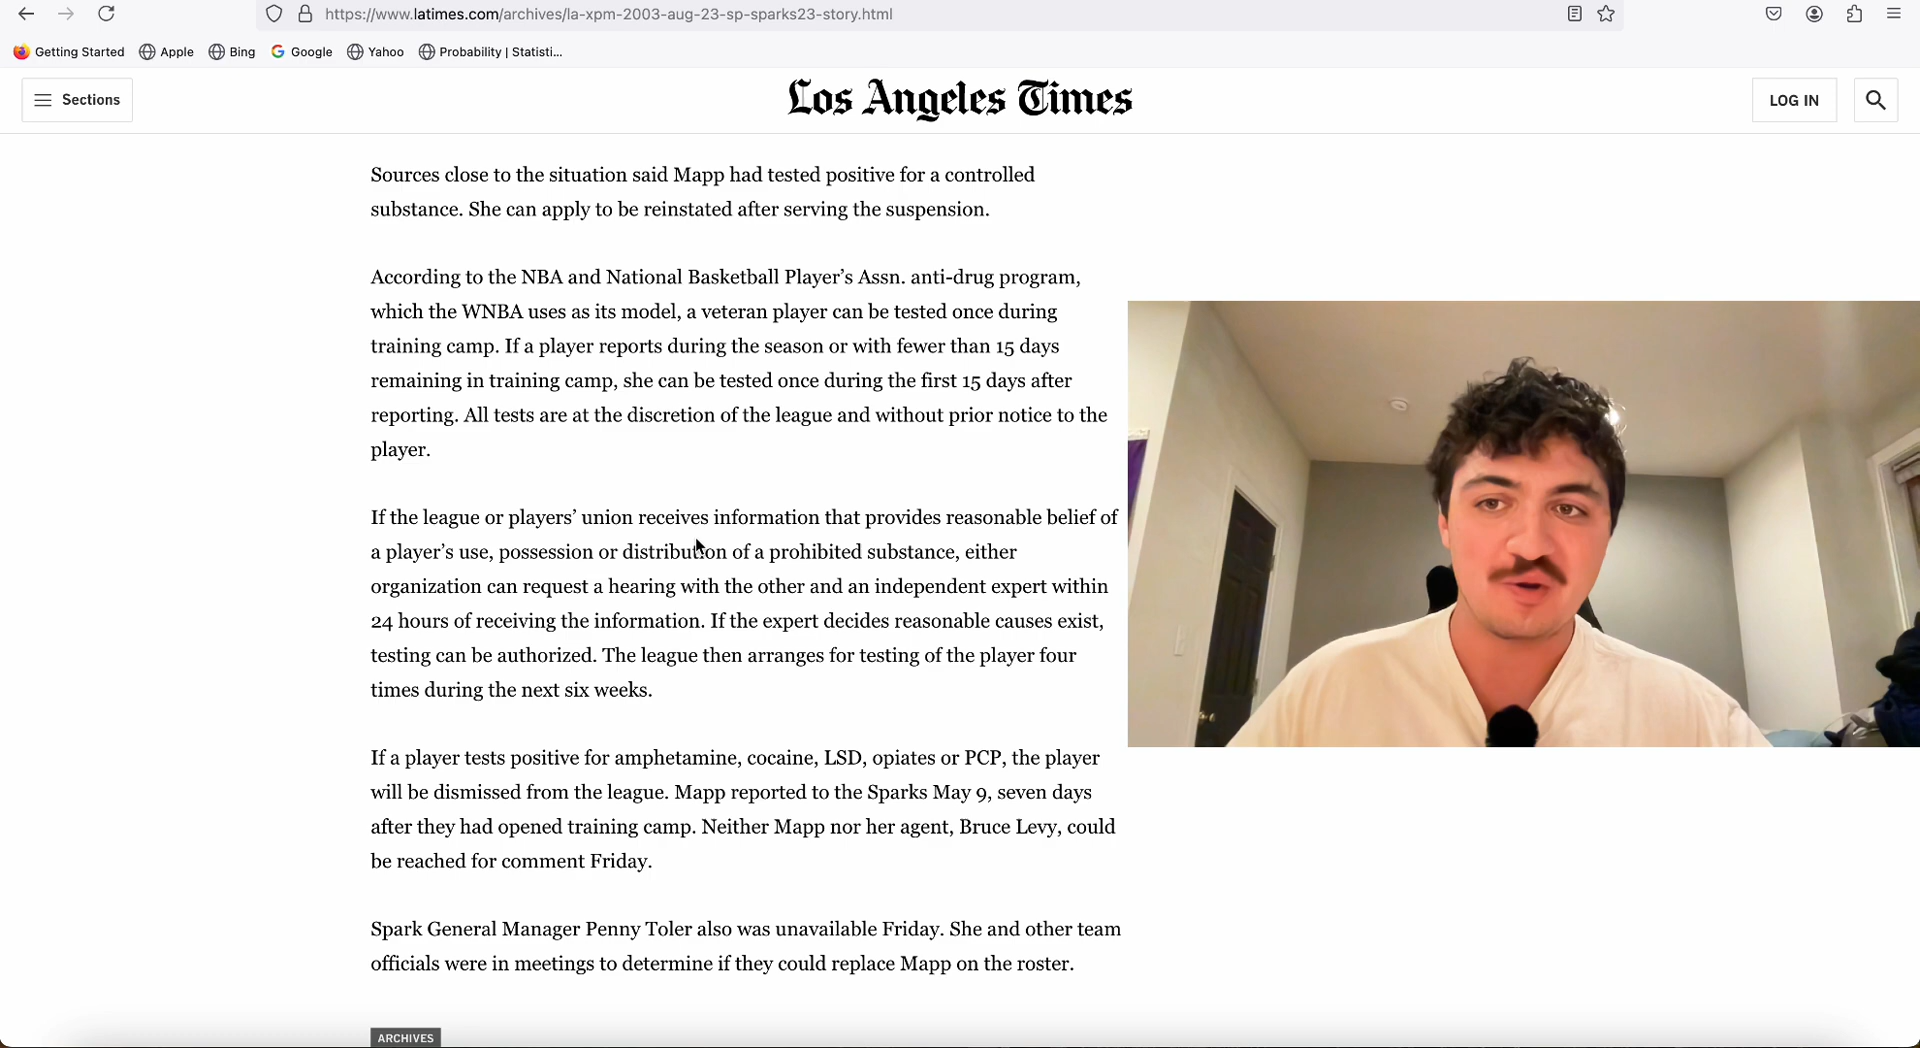 https://www.latimes.com/archives/la-xpm-2003-aug-23-sp-sparks23-story.html
Getting Started Apple Bing Google Yahoo Probability | Statisti...
Sections
Los Angeles Times
LOG IN
Sources close to the situation said Mapp had tested positive for a controlled
substance. She can apply to be reinstated after serving the suspension.
According to the NBA and National Basketball Player’s Assn. anti-drug program,
which the WNBA uses as its model, a veteran player can be tested once during
training camp. If a player reports during the season or with fewer than 15 days
remaining in training camp, she can be tested once during the first 15 days after
reporting. All tests are at the discretion of the league and without prior notice to the
player.
If the league or players’ union receives information that provides reasonable belief of
a player’s use, possession or distribution of a prohibited substance, either
organization can request a hearing with the other and an independent expert within
24 hours of receiving the information. If the expert decides reasonable causes exist,
testing can be authorized. The league then arranges for testing of the player four
times during the next six weeks.
If a player tests positive for amphetamine, cocaine, LSD, opiates or PCP, the player
will be dismissed from the league. Mapp reported to the Sparks May 9, seven days
after they had opened training camp. Neither Mapp nor her agent, Bruce Levy, could
be reached for comment Friday.
Spark General Manager Penny Toler also was unavailable Friday. She and other team
officials were in meetings to determine if they could replace Mapp on the roster.
ARCHIVES